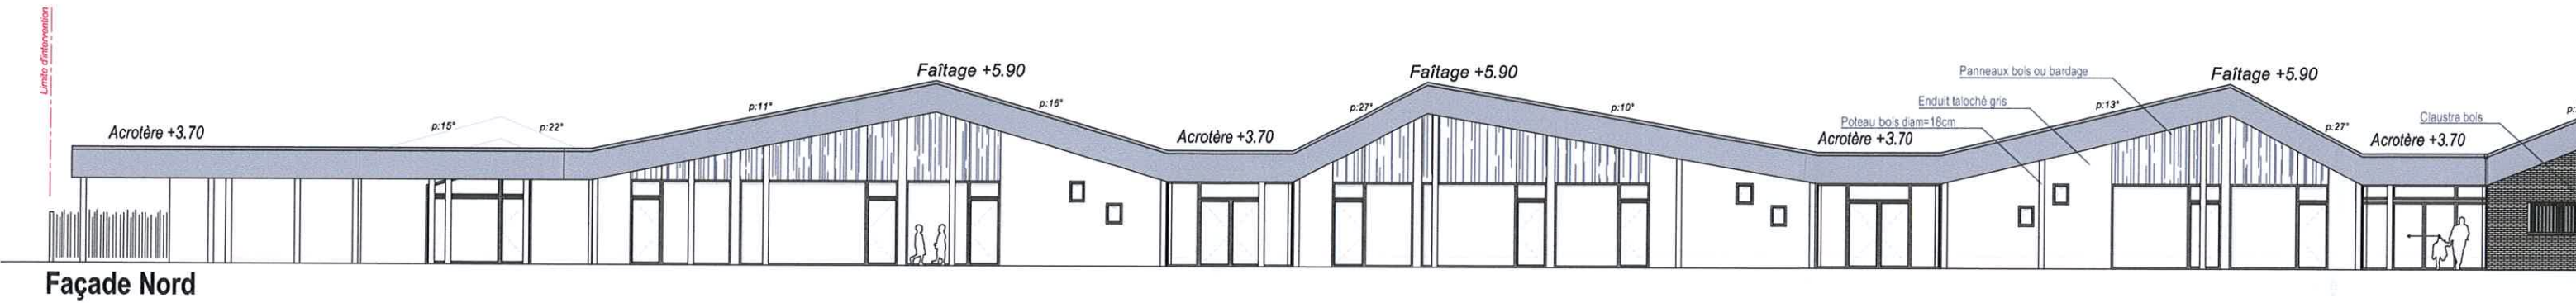 Limite d'intervention
Acrotère +3.70
p:15°
p:22°
p:11°
Faîtage +5.90
p:16°
Acrotère +3.70
p:27°
Faîtage +5.90
p:10°
Panneaux bois ou bardage
Enduit taloché gris
Poteau bois diam=18cm
Acrotère +3.70
p:13°
Faîtage +5.90
p:27°
Acrotère +3.70
Claustra bois
p:
Façade Nord